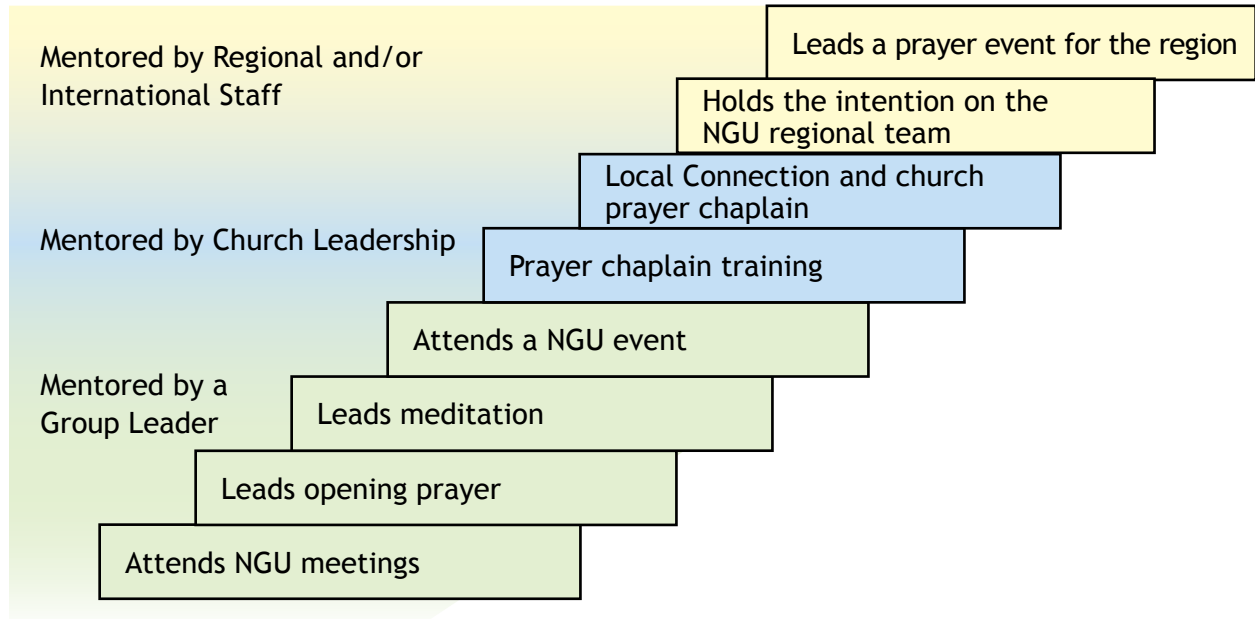 Leads a prayer event for the region
Mentored by Regional and/or
International Staff
Holds the intention on the
NGU regional team
Local Connection and church
prayer chaplain
Mentored by Church Leadership
Prayer chaplain training
Attends a NGU event
Mentored by a
Group Leader
Leads meditation
Leads opening prayer
Attends NGU meetings